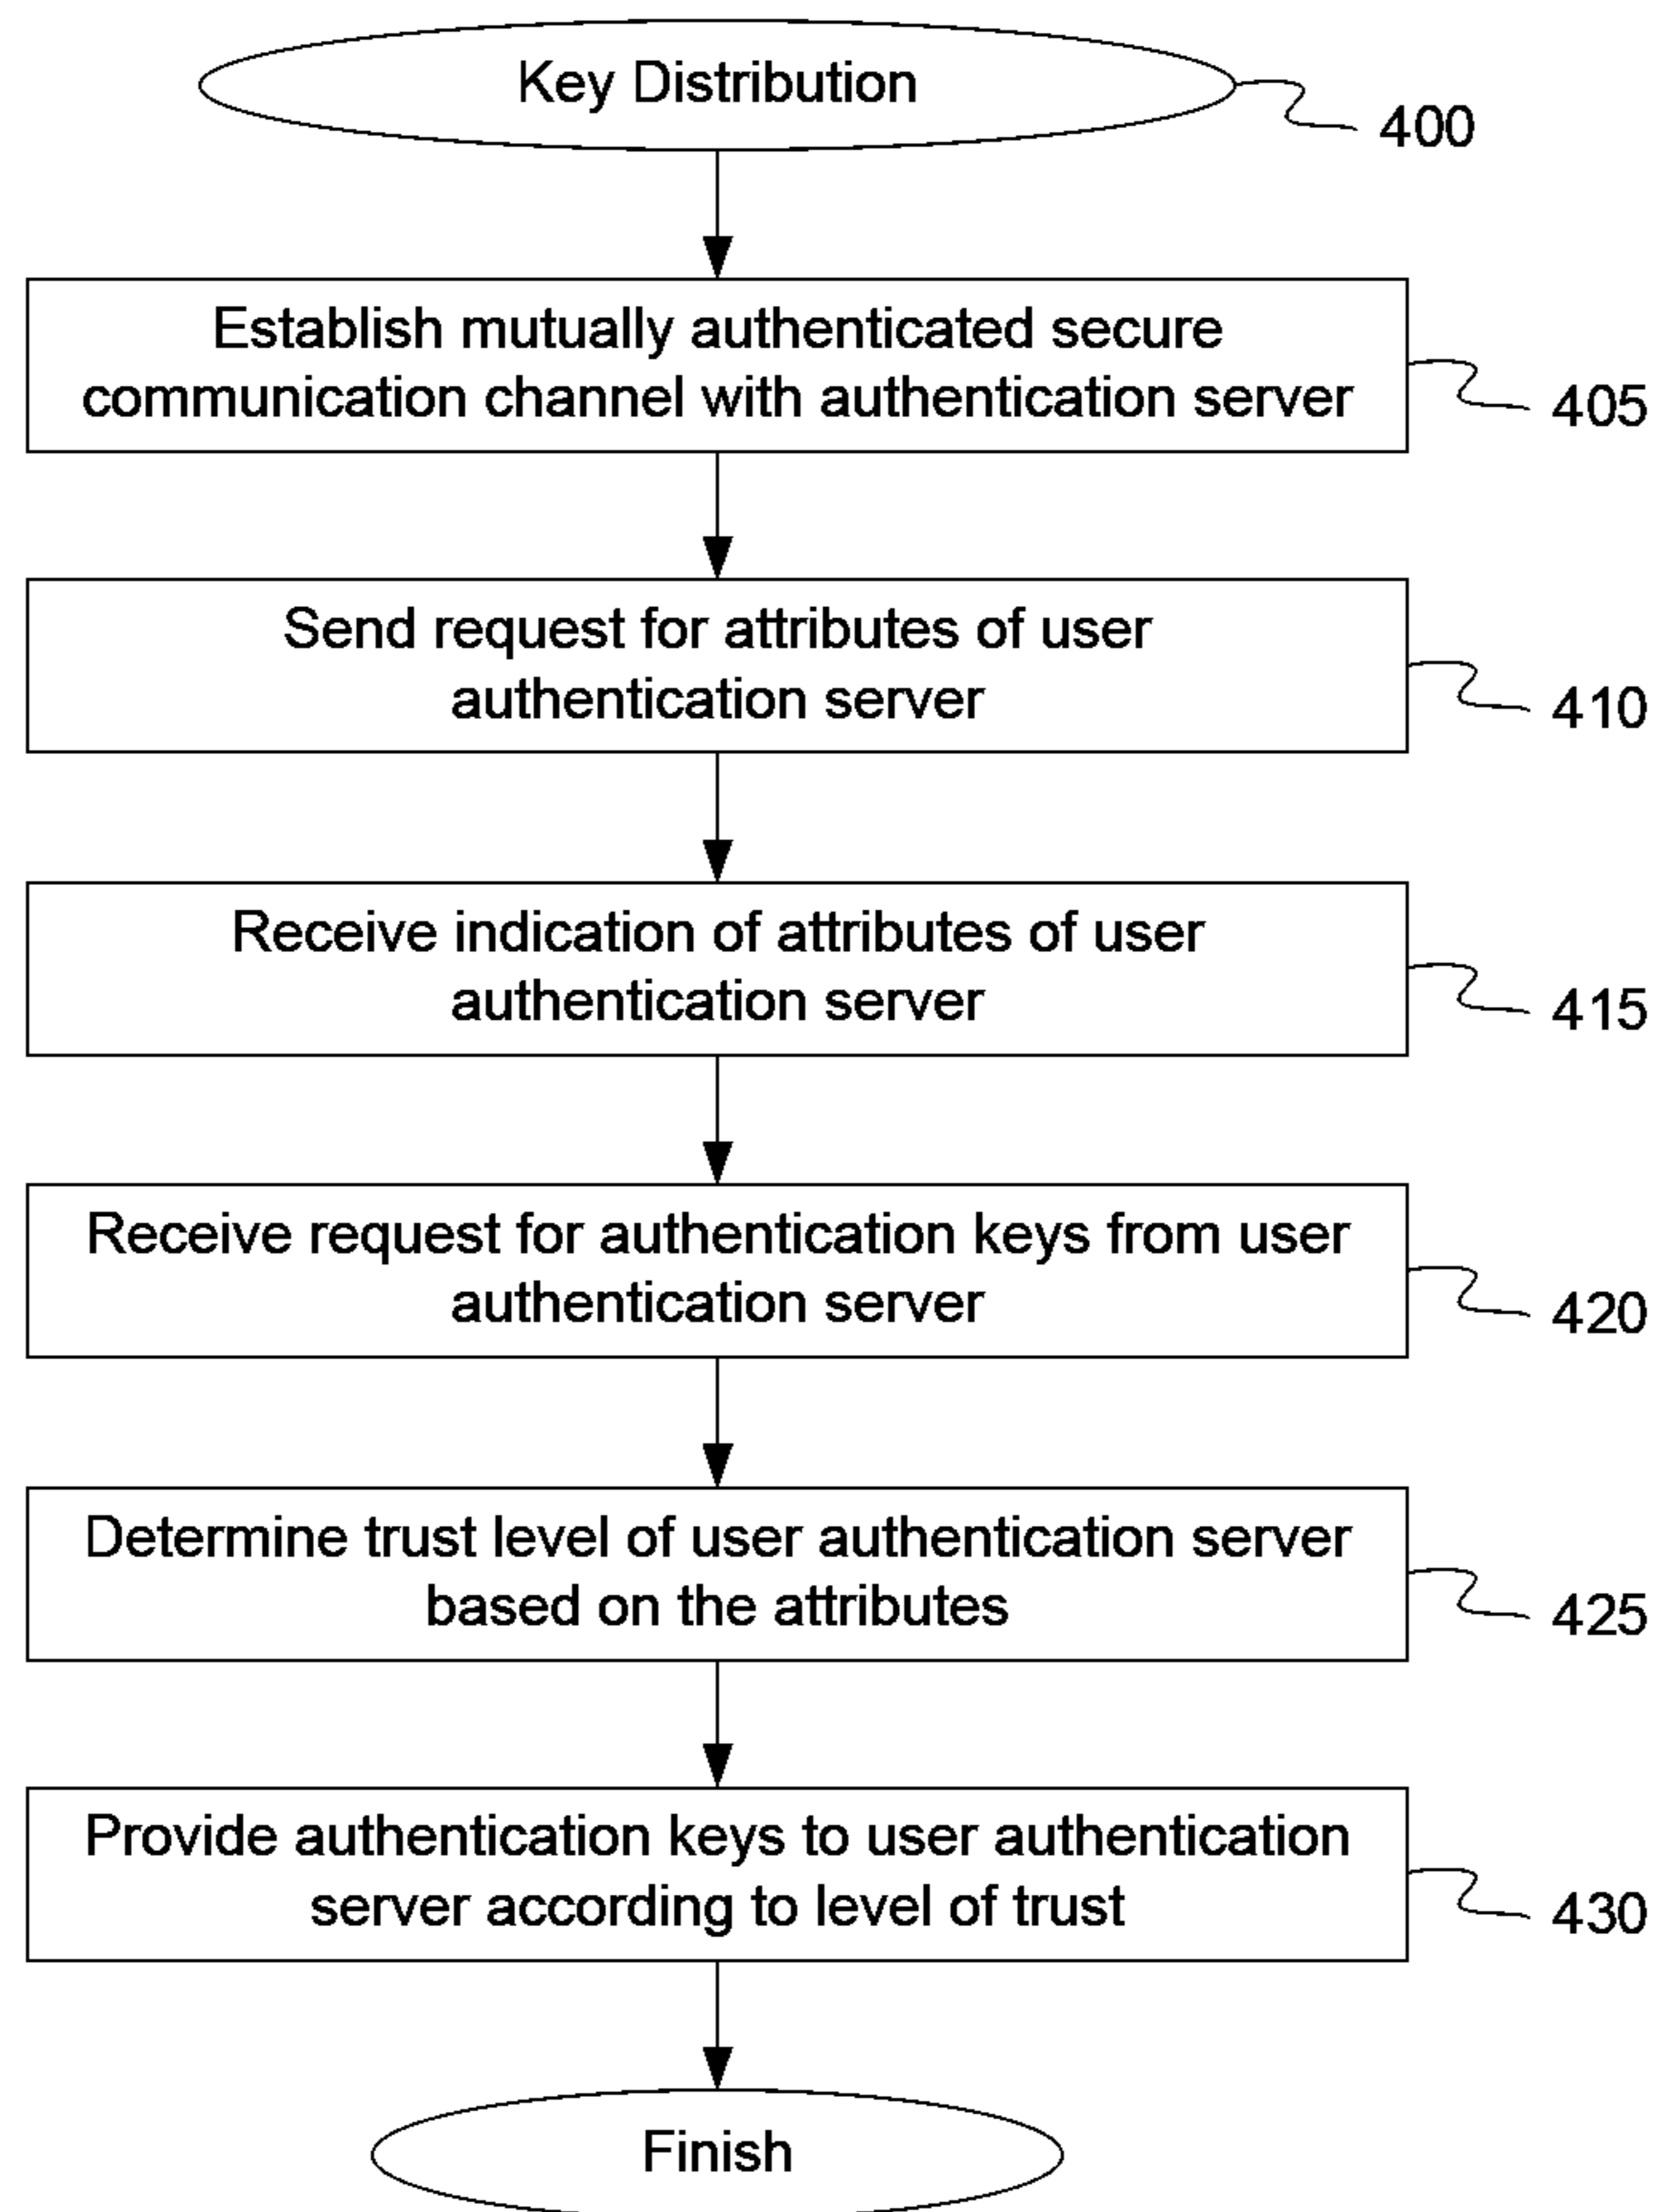 Key Distribution
400
Establish mutually authenticated secure
communication channel with authentication server
405
Send request for attributes of user
authentication server
410
Receive indication of attributes of user
authentication server
415
Receive request for authentication keys from user
authentication server
420
Determine trust level of user authentication server
based on the attributes
425
Provide authentication keys to user authentication
server according to level of trust
430
Finish